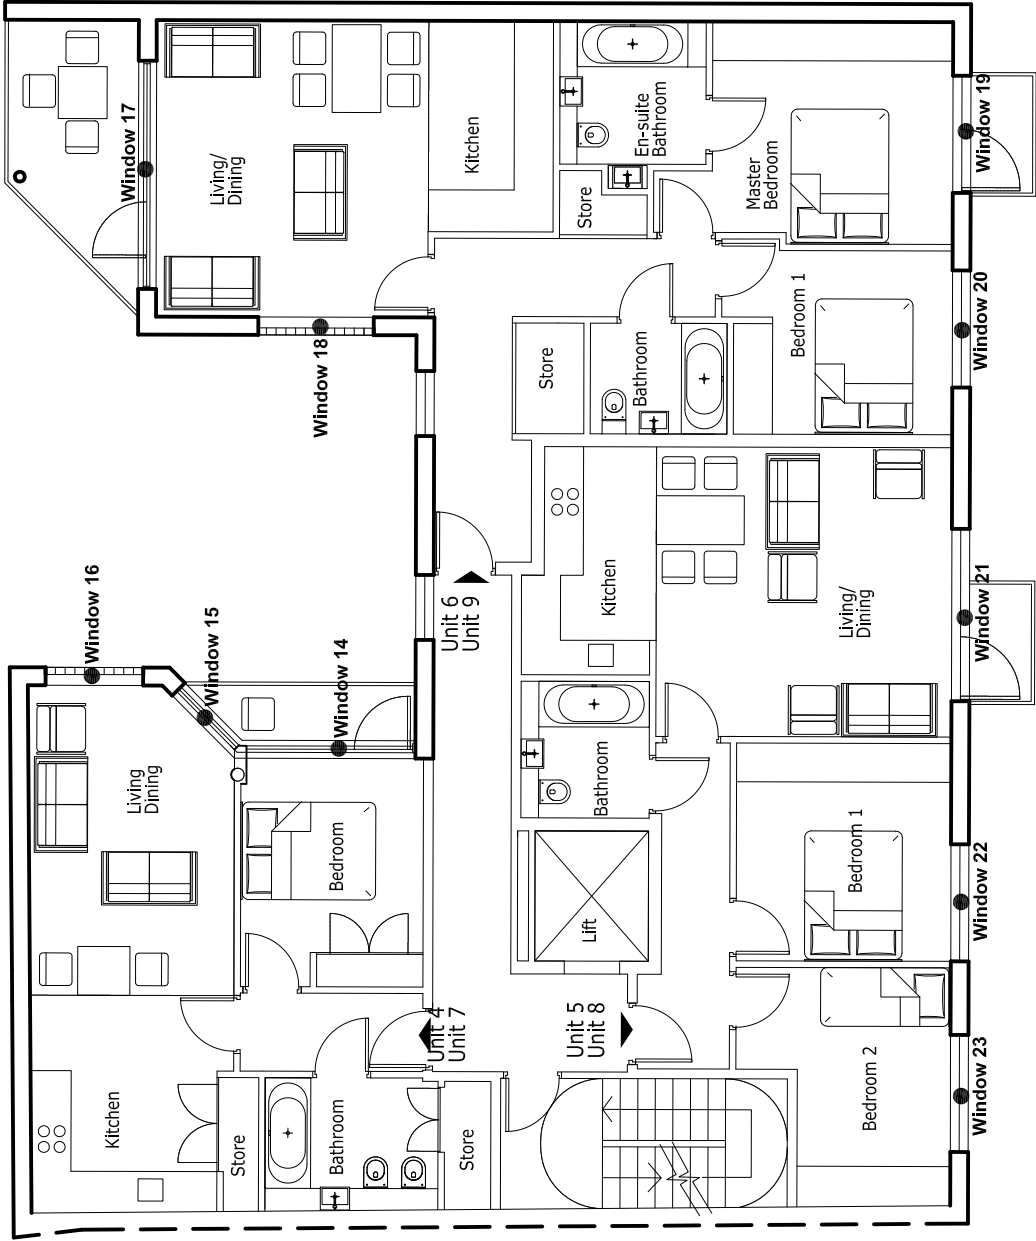 Window 17
Living/
Dining
Kitchen
En-suite
Bathroom
Store
Master
Bedroom
Window 19
Window 18
Store
Bathroom
Bedroom 1
Window 20
Window 16
Window 15
Window 14
Unit 6
Unit 9
Kitchen
Living/
Dining
Window 21
Living
Dining
Bedroom
Bathroom
Lift
Bedroom 1
Window 22
Unit 4
Unit 7
Unit 5
Unit 8
Kitchen
Store
Bathroom
Store
Bedroom 2
Window 23